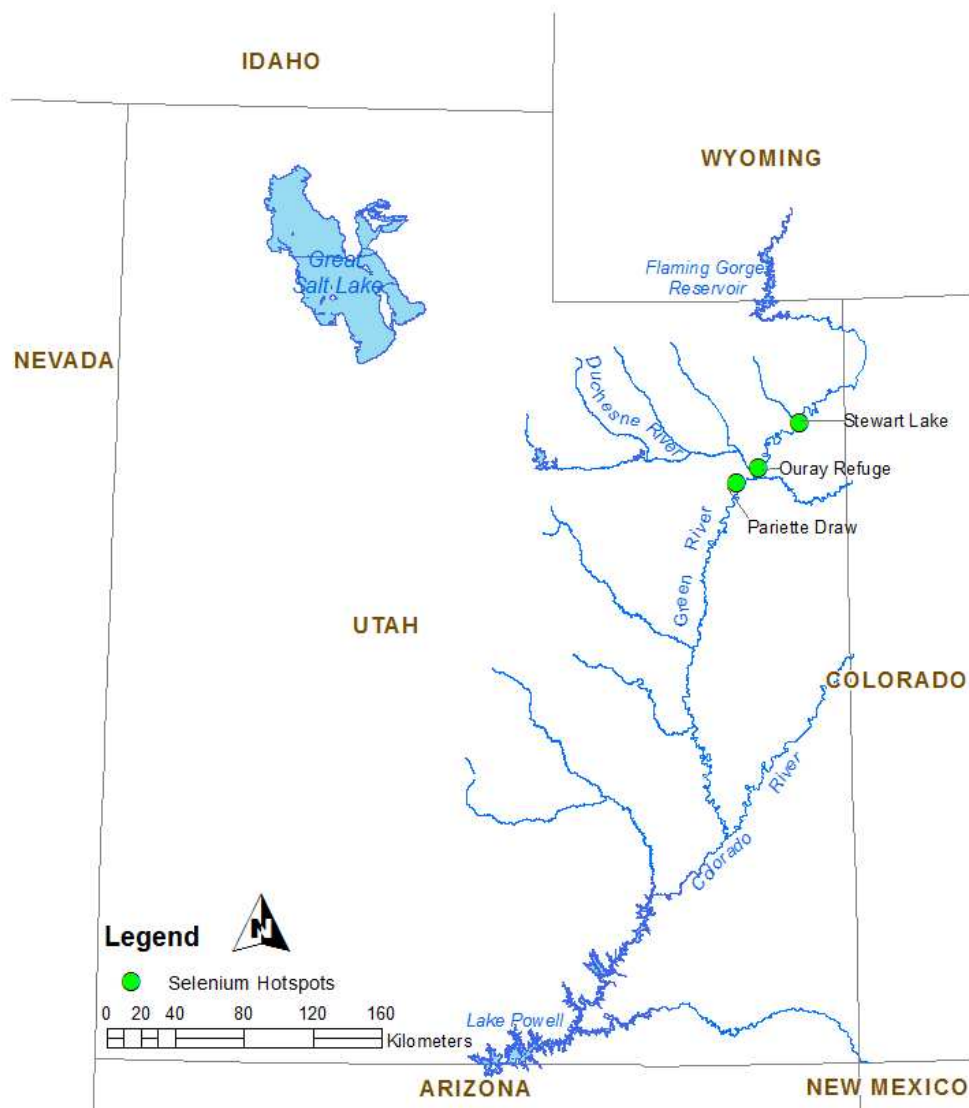 IDAHO
WYOMING
Great
Salt Lake
Flaming Gorge
Reservoir
NEVADA
Duchesne River
Stewart Lake
Ouray Refuge
Pariette Draw
Green River
UTAH
COLORADO
Colorado River
Legend
N
Selenium Hotspots
0 20 40 80 120 160
Kilometers
Lake Powell
ARIZONA
NEW MEXICO